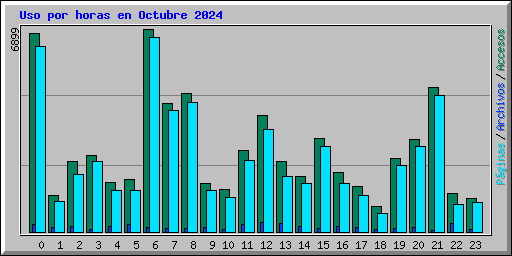 Uso por horas en Octubre 2024
6899
Páginas / Archivos / Accesos
0 1 2 3 4 5 6 7 8 9 10 11 12 13 14 15 16 17 18 19 20 21 22 23